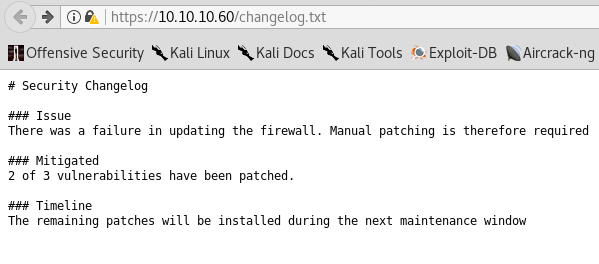 https://10.10.10.60/changelog.txt
Offensive Security Kali Linux Kali Docs Kali Tools Exploit-DB Aircrack-ng
# Security Changelog
### Issue
There was a failure in updating the firewall. Manual patching is therefore required
### Mitigated
2 of 3 vulnerabilities have been patched.
### Timeline
The remaining patches will be installed during the next maintenance window